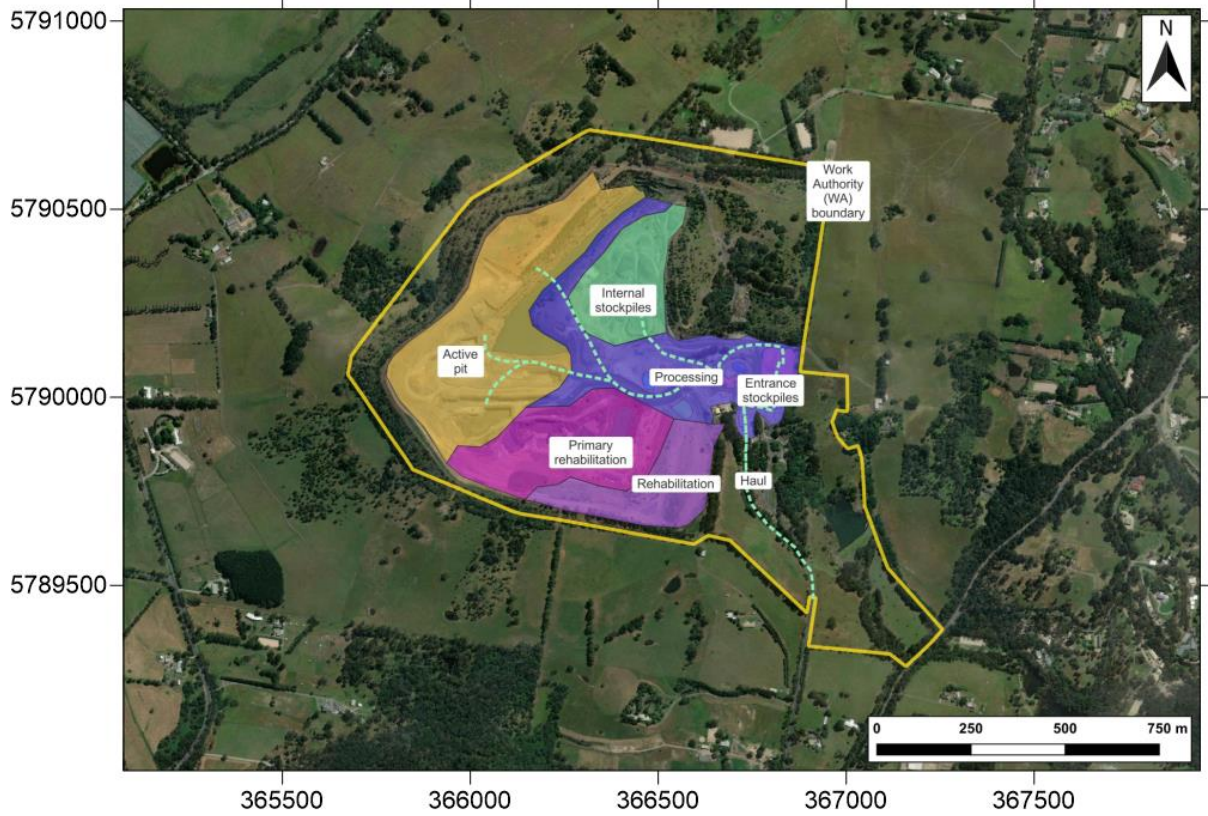 5791000
N
Work
Authority
(WA)
boundary
5790500
Internal
stockpiles
Active
pit
Processing
Entrance
stockpiles
5790000
Primary
rehabilitation
Rehabilitation
Haul
5789500
0 250 500 750 m
365500 366000 366500 367000 367500